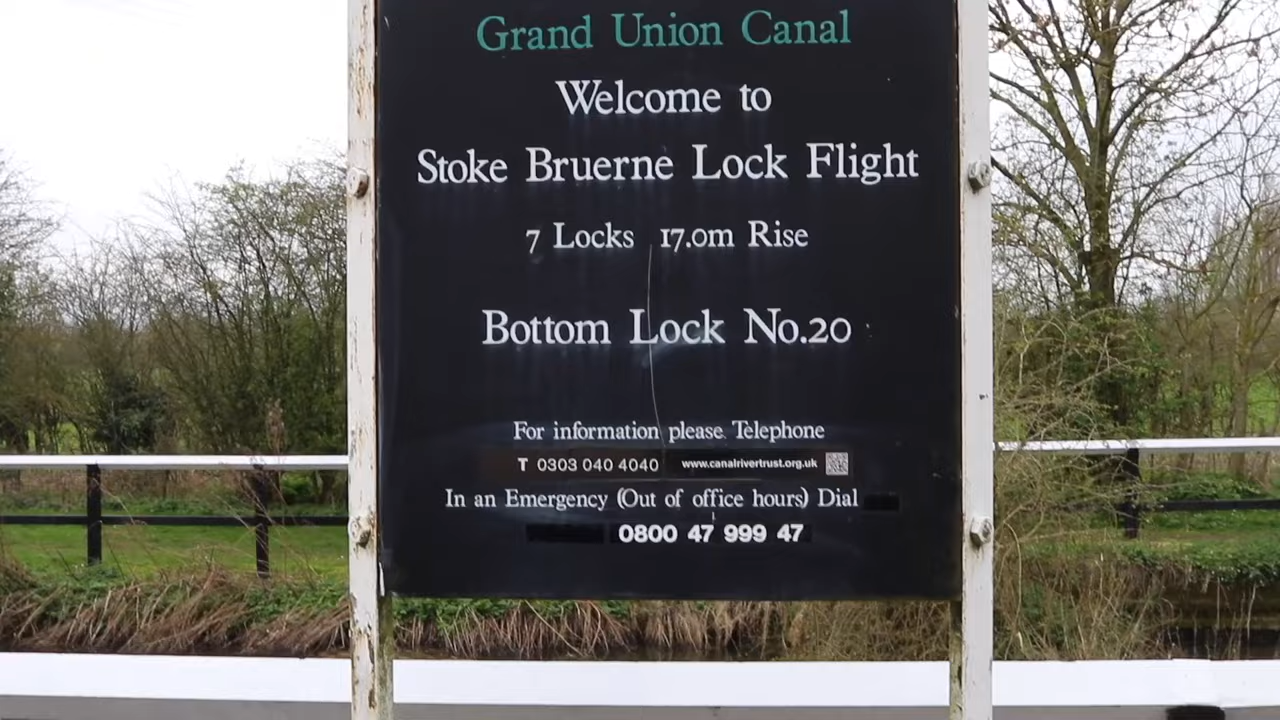 Grand Union Canal
Welcome to
Stoke Bruerne Lock Flight
7 Locks 17.0m Rise
Bottom Lock No.20
For information please Telephone
T 0303 040 4040 www.canalrivertrust.org.uk
In an Emergency (Out of office hours) Dial
0800 47 999 47